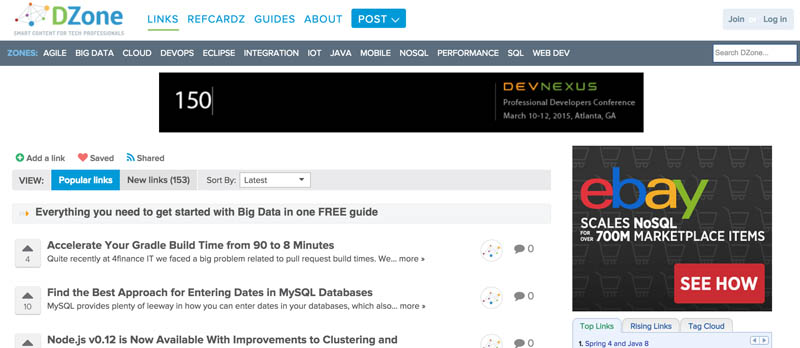 DZone
SMART CONTENT FOR TECH PROFESSIONALS
LINKS REFCARDZ GUIDES ABOUT POST
Join or Log in
ZONES: AGILE BIG DATA CLOUD DEVOPS ECLIPSE INTEGRATION IOT JAVA MOBILE NOSQL PERFORMANCE SQL WEB DEV
Search DZone...
150
DEVNEXUS
Professional Developers Conference
March 10-12, 2015, Atlanta, GA
Add a link Saved Shared
VIEW: Popular links New links (153) Sort By: Latest
Everything you need to get started with Big Data in one FREE guide
4
Accelerate Your Gradle Build Time from 90 to 8 Minutes
Quite recently at 4finance IT we faced a big problem related to pull request build times. We... more »
0
10
Find the Best Approach for Entering Dates in MySQL Databases
MySQL provides plenty of leeway in how you can enter dates in your databases, which also... more »
0
Node.js v0.12 is Now Available With Improvements to Clustering and
0
ebay
SCALES NoSQL
FOR OVER 700M MARKETPLACE ITEMS
SEE HOW
Top Links Rising Links Tag Cloud
1. Spring 4 and Java 8